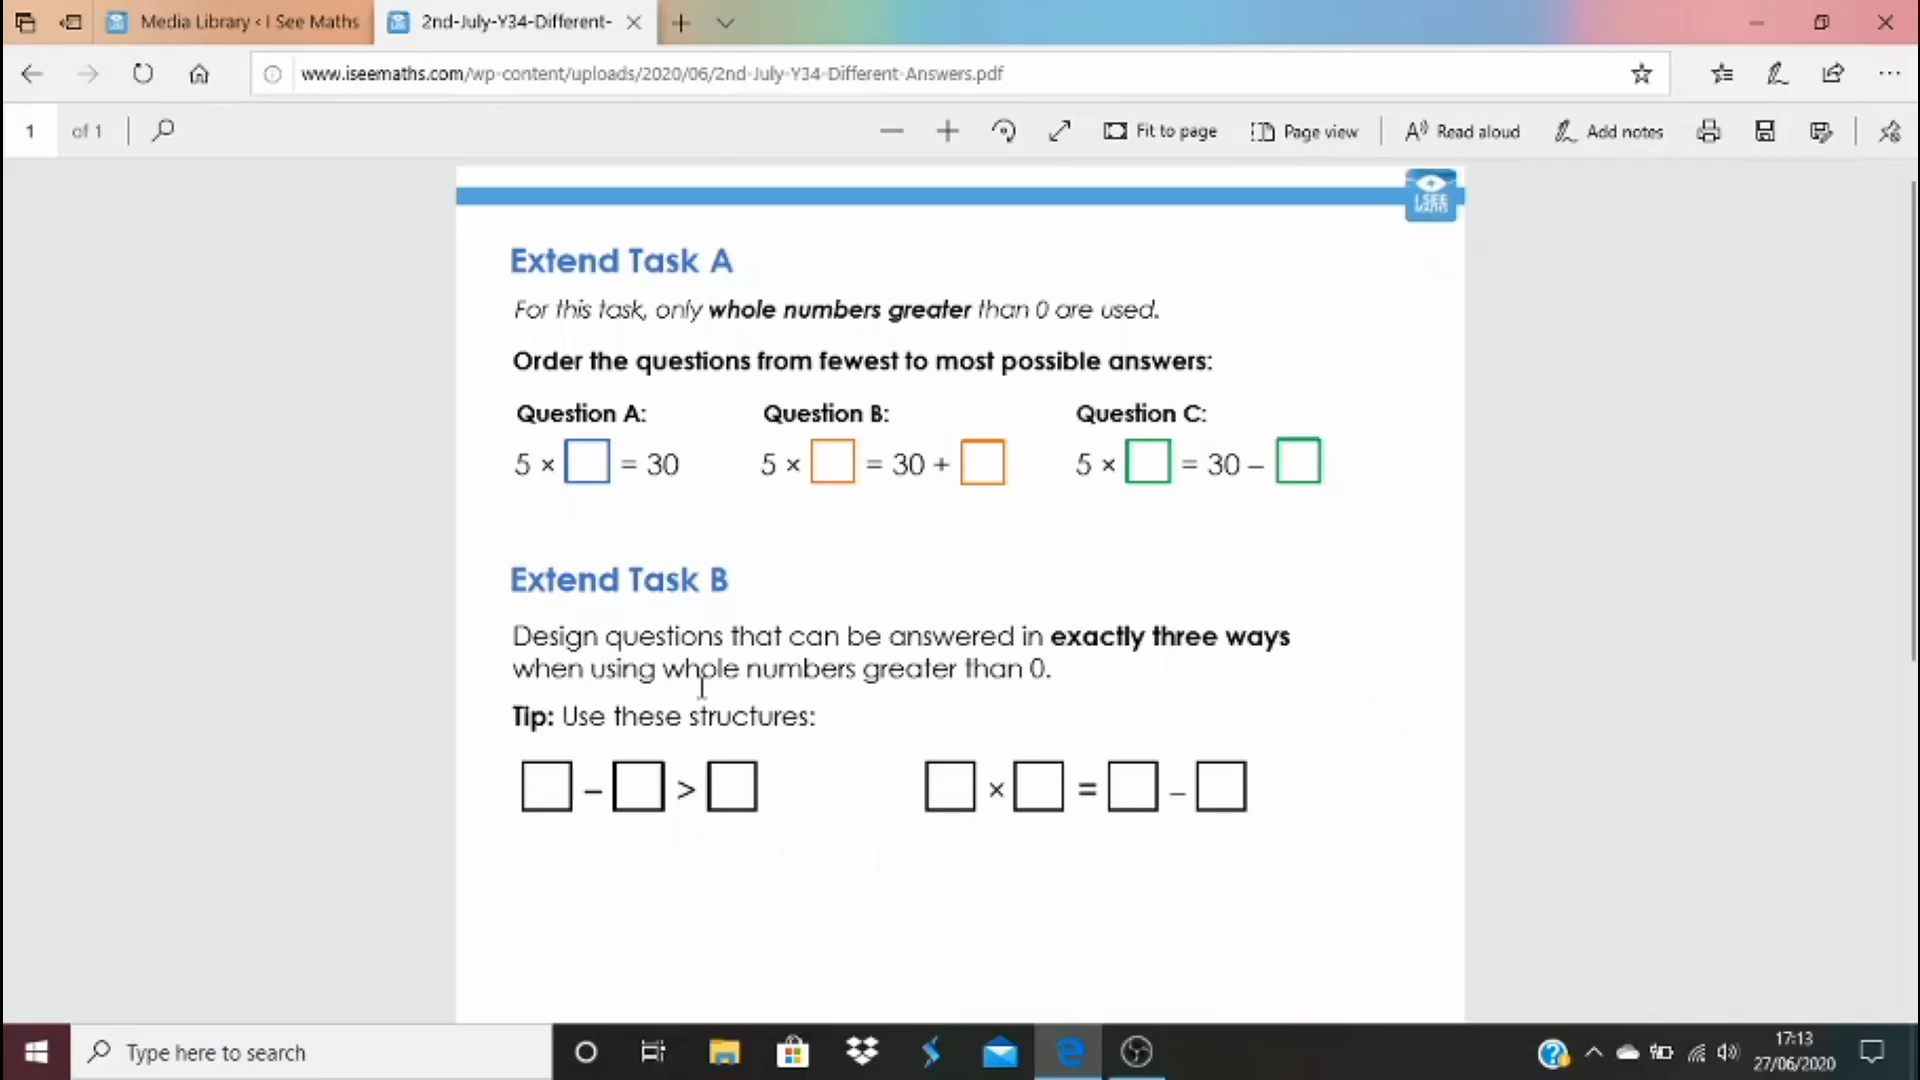 Media Library ‹ I See Maths
2nd-July-Y34-Different-
www.iseemaths.com/wp-content/uploads/2020/06/2nd-July-Y34-Different-Answers.pdf
1 of 1
Fit to page
Page view
Read aloud
Add notes
I SEE
MATHS
Extend Task A
For this task, only whole numbers greater than 0 are used.
Order the questions from fewest to most possible answers:
Question A: Question B: Question C:
5 × □ = 30 5 × □ = 30 + □ 5 × □ = 30 – □
Extend Task B
Design questions that can be answered in exactly three ways
when using whole numbers greater than 0.
Tip: Use these structures:
□ – □ > □ □ × □ = □ – □
Type here to search
17:13
27/06/2020